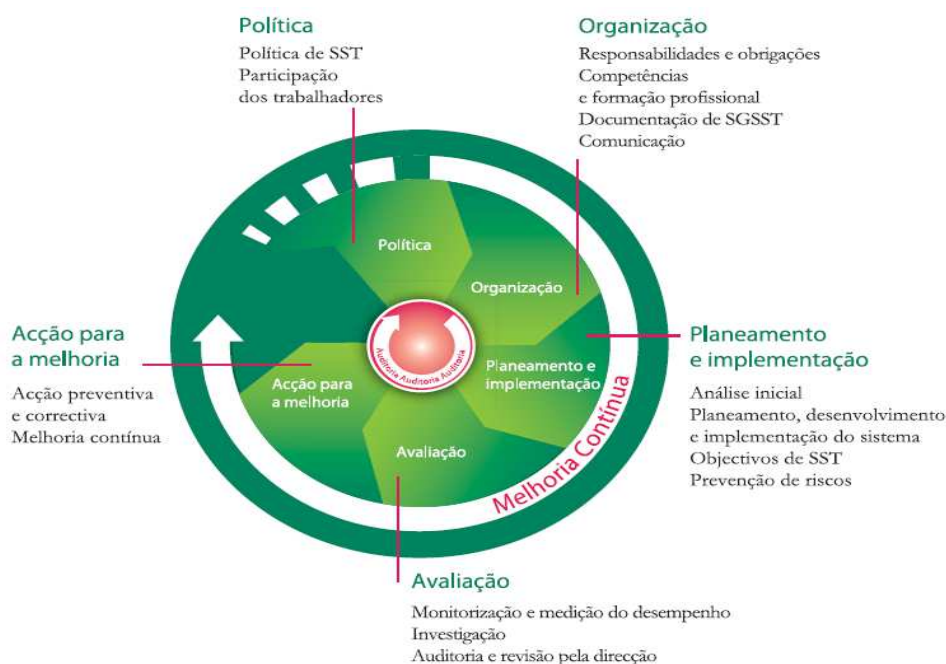 Política
Política de SST
Participação
dos trabalhadores
Organização
Responsabilidades e obrigações
Competências
e formação profissional
Documentação de SGSST
Comunicação
Política
Organização
Planeamento e
implementação
Avaliação
Acção para
a melhoria
Auditoria Auditoria Auditoria
Melhoria Contínua
Acção para
a melhoria
Acção preventiva
e correctiva
Melhoria contínua
Planeamento
e implementação
Análise inicial
Planeamento, desenvolvimento
e implementação do sistema
Objectivos de SST
Prevenção de riscos
Avaliação
Monitorização e medição do desempenho
Investigação
Auditoria e revisão pela direcção